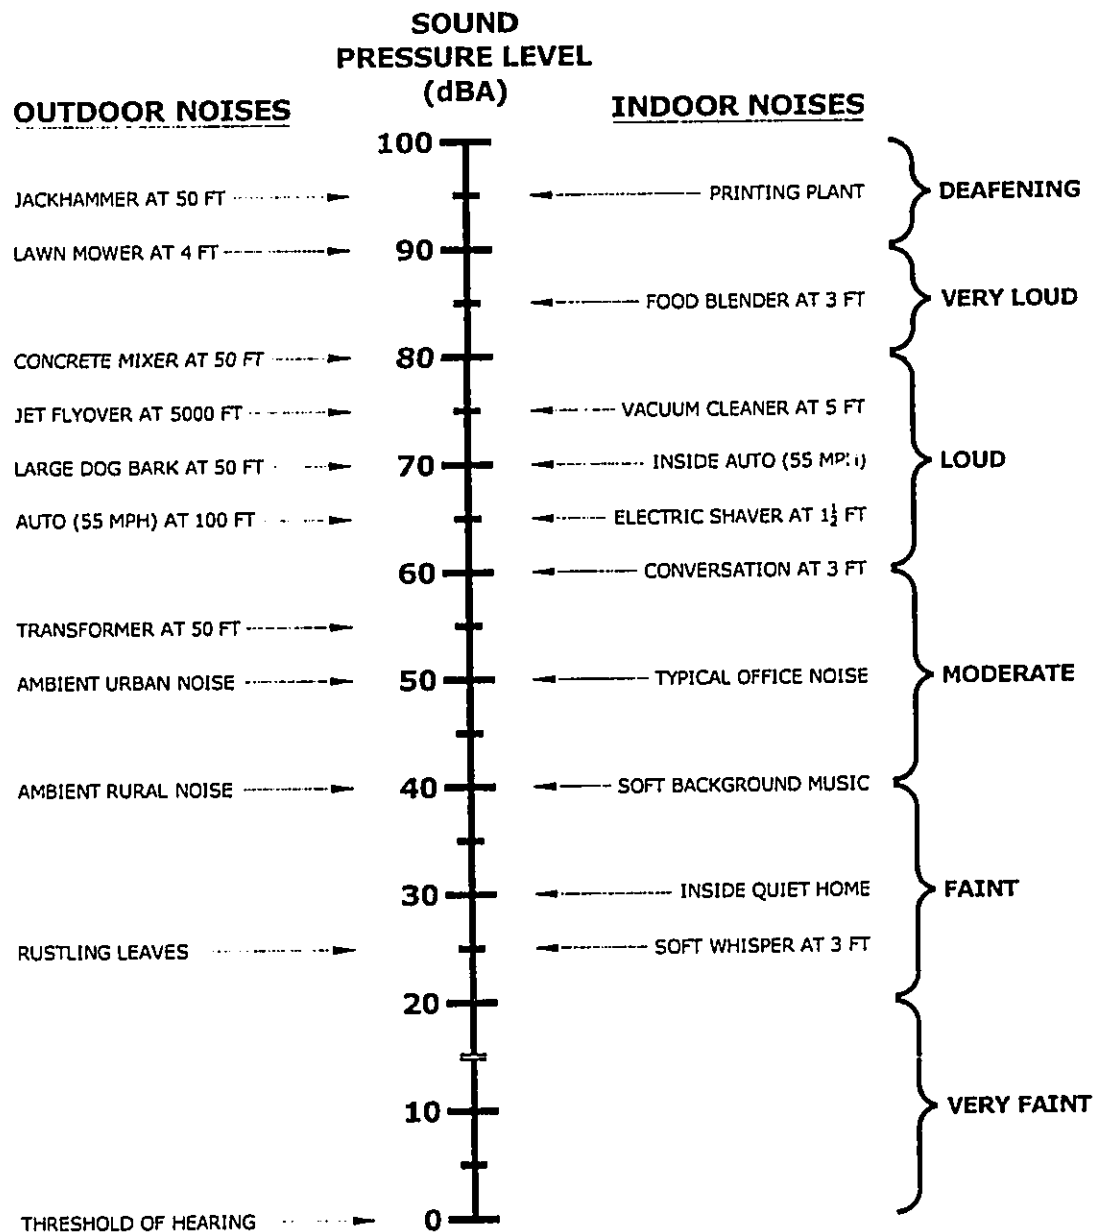 SOUND
PRESSURE LEVEL
(dBA)
OUTDOOR NOISES
INDOOR NOISES
100
JACKHAMMER AT 50 FT
PRINTING PLANT
DEAFENING
LAWN MOWER AT 4 FT
90
FOOD BLENDER AT 3 FT
VERY LOUD
CONCRETE MIXER AT 50 FT
80
JET FLYOVER AT 5000 FT
VACUUM CLEANER AT 5 FT
LARGE DOG BARK AT 50 FT
70
INSIDE AUTO (55 MPH)
LOUD
AUTO (55 MPH) AT 100 FT
ELECTRIC SHAVER AT 1½ FT
60
CONVERSATION AT 3 FT
TRANSFORMER AT 50 FT
AMBIENT URBAN NOISE
50
TYPICAL OFFICE NOISE
MODERATE
AMBIENT RURAL NOISE
40
SOFT BACKGROUND MUSIC
30
INSIDE QUIET HOME
FAINT
RUSTLING LEAVES
SOFT WHISPER AT 3 FT
20
10
VERY FAINT
THRESHOLD OF HEARING
0